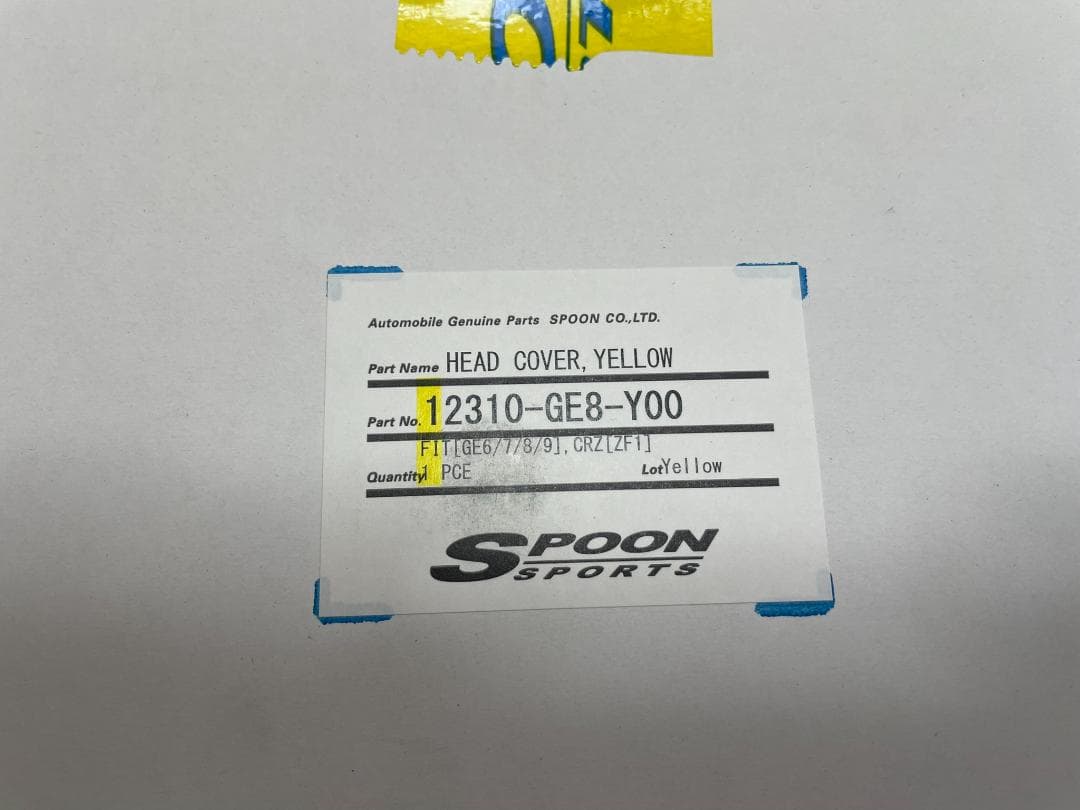 Automobile Genuine Parts SPOON CO.,LTD.
Part Name HEAD COVER, YELLOW
Part No. 12310-GE8-Y00
FIT[GE6/7/8/9], CRZ[ZF1]
Quantity 1 PCE Lot Yellow
SPOON
SPORTS